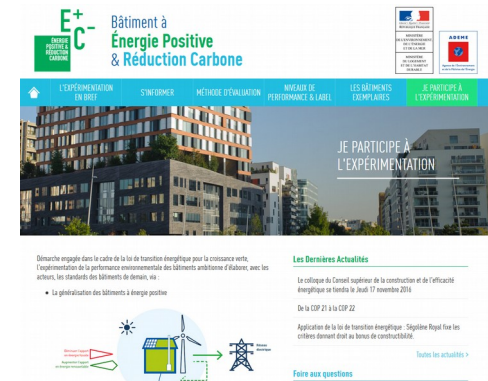 E+
C-
ÉNERGIE
POSITIVE &
RÉDUCTION
CARBONE
Bâtiment à
Énergie Positive
& Réduction Carbone
MINISTÈRE
DE L'ENVIRONNEMENT
DE L'ÉNERGIE
ET DE LA MER
MINISTÈRE
DU LOGEMENT
ET DE L'HABITAT
DURABLE
ADEME
L'EXPÉRIMENTATION
EN BREF
S'INFORMER
MÉTHODE D'ÉVALUATION
NIVEAUX DE
PERFORMANCE & LABEL
LES BÂTIMENTS
EXEMPLAIRES
JE PARTICIPE À
L'EXPÉRIMENTATION
JE PARTICIPE À
L'EXPÉRIMENTATION
Démarche engagée dans le cadre de la loi de transition énergétique pour la croissance verte,
l'expérimentation de la performance environnementale des bâtiments ambitionne d'élaborer, avec les
acteurs, les standards des bâtiments de demain, via :
• La généralisation des bâtiments à énergie positive
Réseau
électrique
Les Dernières Actualités
Le colloque du Conseil supérieur de la construction et de l'efficacité
énergétique se tiendra le Jeudi 17 novembre 2016
De la COP 21 à la COP 22
Application de la loi de transition énergétique : Ségolène Royal fixe les
critères donnant droit au bonus de constructibilité.
Toutes les actualités >
Foire aux questions